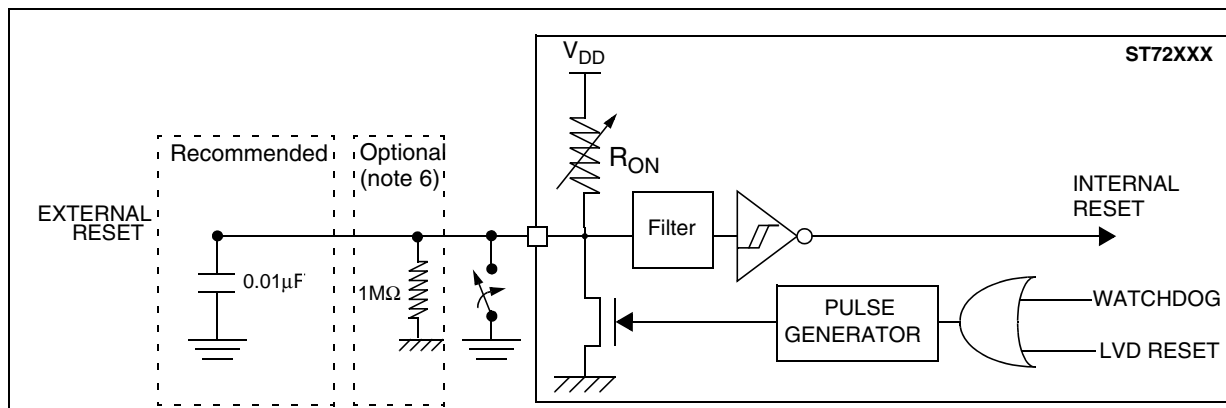 ST72XXX
VDD
RON
Recommended
Optional
(note 6)
EXTERNAL
RESET
0.01μF
1MΩ
Filter
INTERNAL
RESET
PULSE
GENERATOR
WATCHDOG
LVD RESET